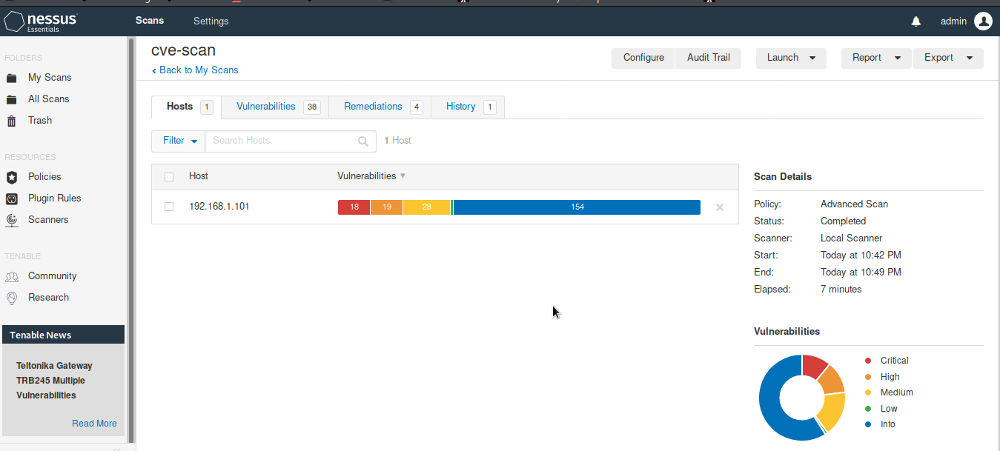 nessus
Essentials
Scans
Settings
admin
FOLDERS
My Scans
All Scans
Trash
RESOURCES
Policies
Plugin Rules
Scanners
TENABLE
Community
Research
Tenable News
Teltonika Gateway
TRB245 Multiple
Vulnerabilities
Read More
cve-scan
Back to My Scans
Configure
Audit Trail
Launch
Report
Export
Hosts 1
Vulnerabilities 38
Remediations 4
History 1
Filter
Search Hosts
1 Host
Host
Vulnerabilities
192.168.1.101
18
19
28
154
Scan Details
Policy: Advanced Scan
Status: Completed
Scanner: Local Scanner
Start: Today at 10:42 PM
End: Today at 10:49 PM
Elapsed: 7 minutes
Vulnerabilities
Critical
High
Medium
Low
Info